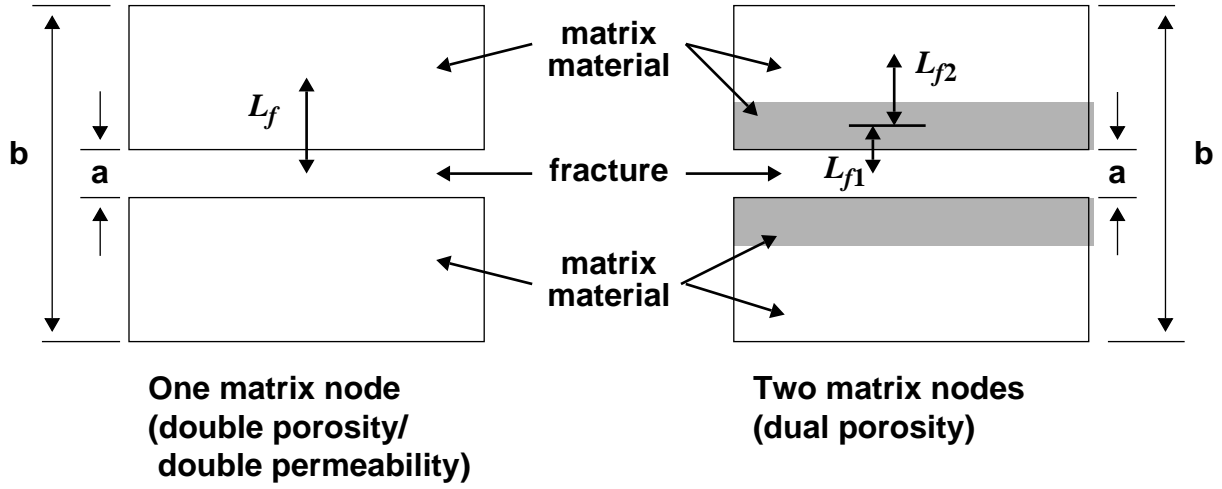 matrix
material
L_f
L_f2
b
a
fracture
L_f1
a
b
matrix
material
One matrix node
(double porosity/
double permeability)
Two matrix nodes
(dual porosity)